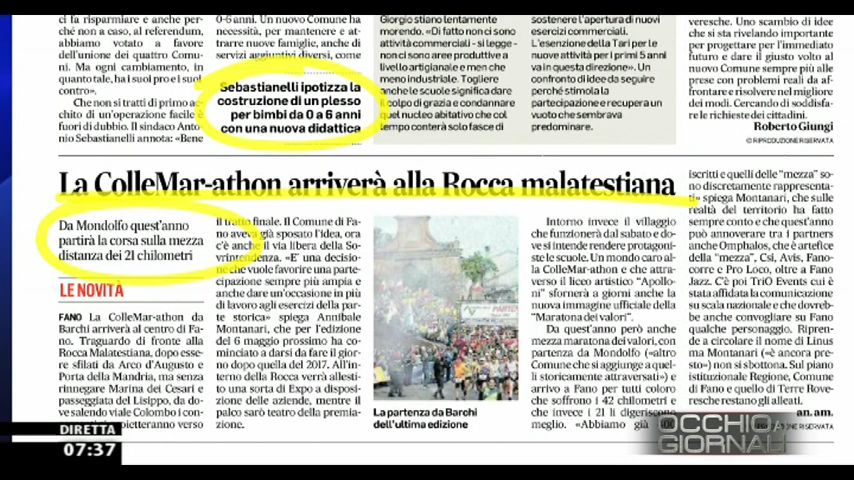 ci fa risparmiare e anche per-
ché non a caso, al referendum,
abbiamo votato a favore
dell'unione dei quattro Comu-
ni. Ma ogni cambiamento, in
quanto tale, ha i suoi pro e i suoi
contro».
Che non si tratti di primo ac-
chito di un'operazione facile è
fuori di dubbio. Il sindaco Anto-
nio Sebastianelli annota: «Bene
0-6 anni. Un nuovo Comune ha
necessità, per mantenere e at-
trarre nuove famiglie, anche di
servizi aggiuntivi diversi, come
Sebastianelli ipotizza la
costruzione di un plesso
per bimbi da 0 a 6 anni
con una nuova didattica
Giorgio stiano lentamente
morendo. «Di fatto non ci sono
attività commerciali - si legge -
non ci sono aree produttive a
livello artigianale e men che
meno industriale. Togliere
anche le scuole significa dare
il colpo di grazia e condannare
quel nucleo abitativo che col
tempo conterà solo fasce di
sostenere l'apertura di nuovi
esercizi commerciali.
L'esenzione della Tari per le
nuove attività per i primi 5 anni
va in questa direzione». Un
confronto di idee da seguire
perché stimola la
partecipazione e recupera un
vuoto che sembrava
predominare.
veresche. Uno scambio di idee
che si sta rivelando importante
per progettare per l'immediato
futuro e dare il giusto volto al
nuovo Comune sempre più alle
prese con problemi reali da af-
frontare e risolvere nel migliore
dei modi. Cercando di soddisfa-
re le richieste dei cittadini.
Roberto Giungi
© RIPRODUZIONE RISERVATA
La ColleMar-athon arriverà alla Rocca malatestiana
Da Mondolfo quest'anno
partirà la corsa sulla mezza
distanza dei 21 chilometri
LE NOVITÀ
FANO La ColleMar-athon da
Barchi arriverà al centro di Fa-
no. Traguardo di fronte alla
Rocca Malatestiana, dopo esse-
re sfilati da Arco d'Augusto e
Porta della Mandria, ma senza
rinnegare Marina dei Cesari e
passeggiata del Lisippo, da do-
ve salendo viale Colombo i con-
pietteranno verso
il tratto finale. Il Comune di Fa-
no aveva già sposato l'idea, ora
c'è anche il via libera della So-
vrintendenza. «E' una decisio-
ne che vuole favorire una parte-
cipazione sempre più ampia e
anche dare un'occasione in più
di lavoro agli esercizi della par-
te storica» spiega Annibale
Montanari, che per l'edizione
del 6 maggio prossimo ha co-
minciato a darsi da fare il gior-
no dopo quella del 2017. All'in-
terno della Rocca verrà allesti-
to una sorta di Expo a disposi-
zione delle aziende, mentre il
palco sarò teatro della premia-
zione.
La partenza da Barchi
dell'ultima edizione
Intorno invece il villaggio
che funzionerà dal sabato e do-
ve si intende rendere protagoni-
ste le scuole. Un mondo caro al-
la ColleMar-athon e che attra-
verso il liceo artistico "Apollo-
ni" sfornerà a giorni anche la
nuova immagine ufficiale della
"Maratona dei valori".
Da quest'anno però anche
mezza maratona dei valori, con
partenza da Mondolfo («altro
Comune che si aggiunge a quel-
li storicamente attraversati») e
arrivo a Fano per tutti coloro
che soffrono i 42 chilometri e
che invece i 21 li digeriscono
meglio. «Abbiamo già 300
iscritti e quelli della "mezza" so-
no discretamente rappresenta-
ti» spiega Montanari, che sulle
realtà del territorio ha fatto
sempre conto e che quest'anno
può annoverare tra i partners
anche Omphalos, che è artefice
della "mezza", Csi, Avis, Fano-
corre e Pro Loco, oltre a Fano
Jazz. C'è poi TriO Events cui è
stata affidata la comunicazione
su scala nazionale e che dovreb-
be anche convogliare su Fano
qualche personaggio. Ripren-
de a circolare il nome di Linus
ma Montanari («è ancora pre-
sto») non si sbottona. Sul piano
istituzionale Regione, Comune
di Fano e quello di Terre Rove-
resche restano gli alleati.
an.am.
RISERVATA
DIRETTA
07:37
OCCHIO
GIORNALI